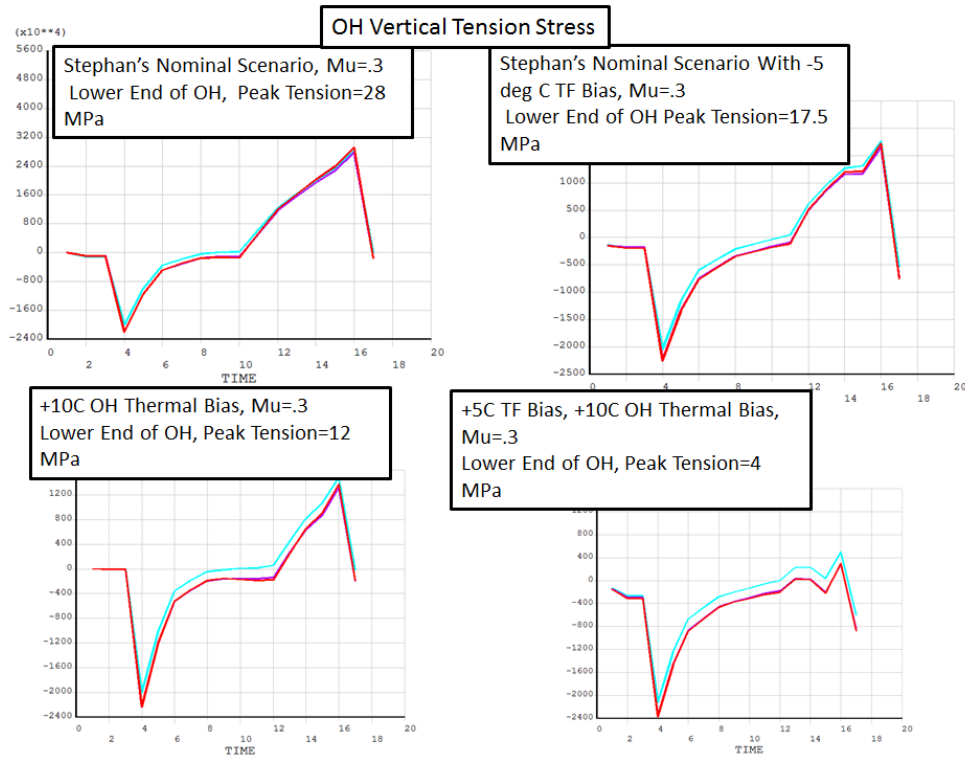 OH Vertical Tension Stress
(x10**4)
Stephan's Nominal Scenario, Mu=.3
Lower End of OH, Peak Tension=28
MPa
5600
4800
4000
3200
2400
1600
800
0
-800
-1600
-2400
0 4 8 12 16 20
2 6 10 14 18
TIME
Stephan's Nominal Scenario With -5
deg C TF Bias, Mu=.3
Lower End of OH Peak Tension=17.5
MPa
1000
500
0
-500
-1000
-1500
-2000
-2500
0 4 8 12 16 20
2 6 10 14 18
+10C OH Thermal Bias, Mu=.3
Lower End of OH, Peak Tension=12
MPa
1200
800
400
0
-400
-800
-1200
-1600
-2000
-2400
0 4 8 12 16 20
2 6 10 14 18
TIME
+5C TF Bias, +10C OH Thermal Bias,
Mu=.3
Lower End of OH, Peak Tension=4
MPa
1200
800
400
0
-400
-800
-1200
-1600
-2000
-2400
0 4 8 12 16 20
2 6 10 14 18
TIME